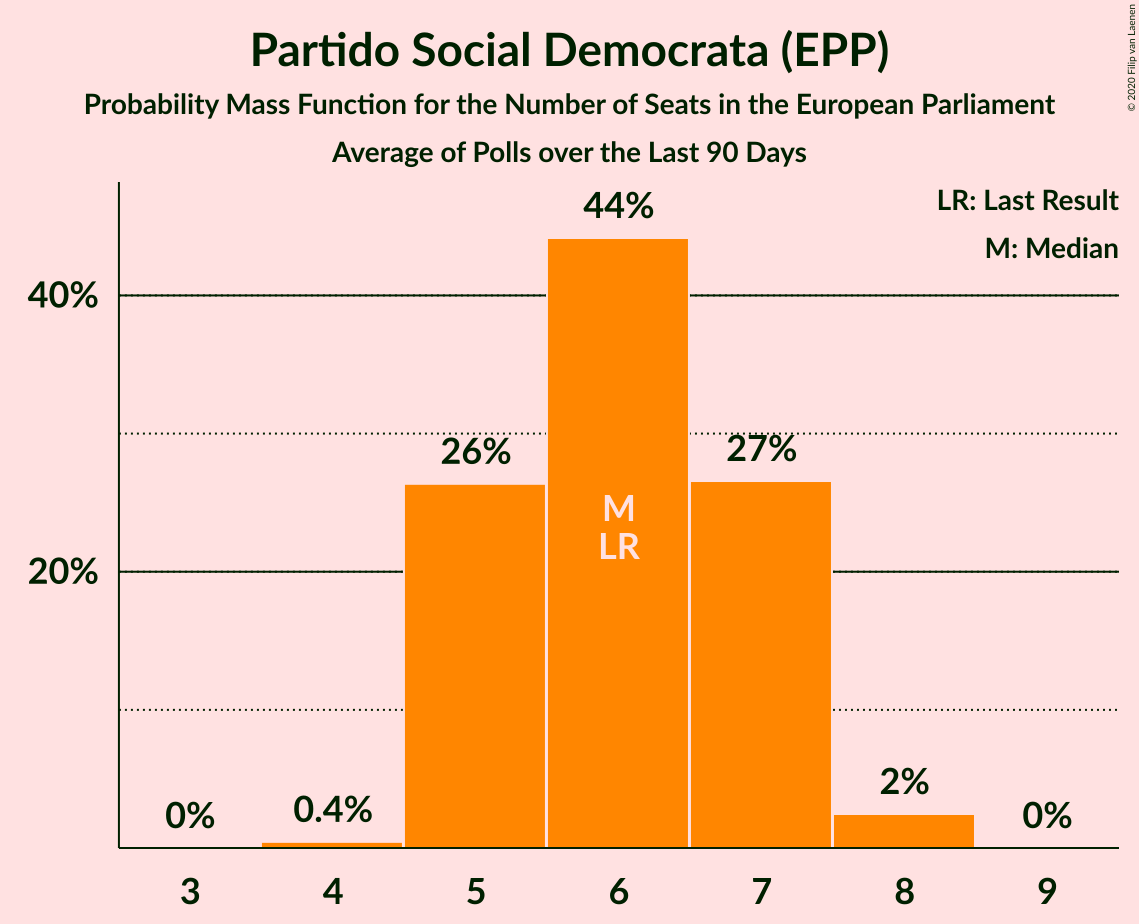 Partido Social Democrata (EPP)
Probability Mass Function for the Number of Seats in the European Parliament
Average of Polls over the Last 90 Days
© 2020 Filip van Laenen
LR: Last Result
M: Median
44%
40%
26%
27%
M
LR
20%
0%
0.4%
2%
0%
3 4 5 6 7 8 9